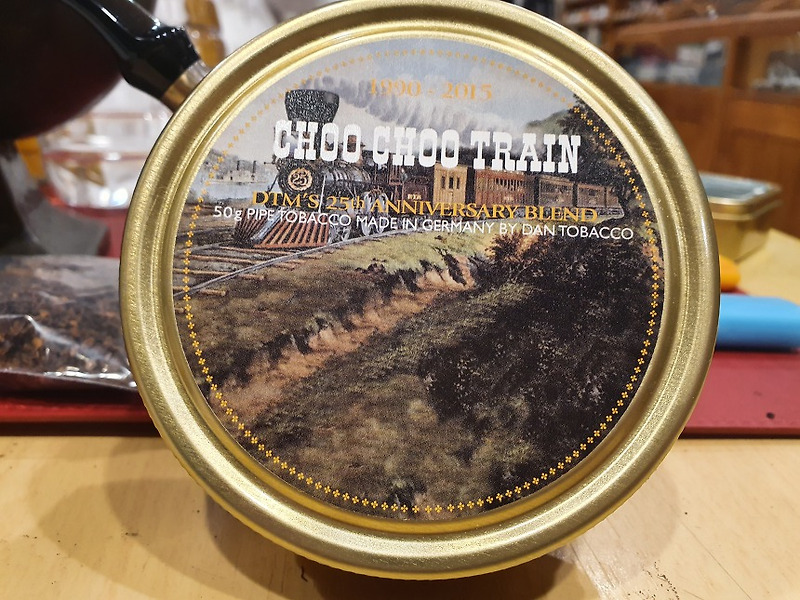 1990 - 2015
CHOO CHOO TRAIN
DTM'S 25th ANNIVERSARY BLEND
50g PIPE TOBACCO MADE IN GERMANY BY DAN TOBACCO